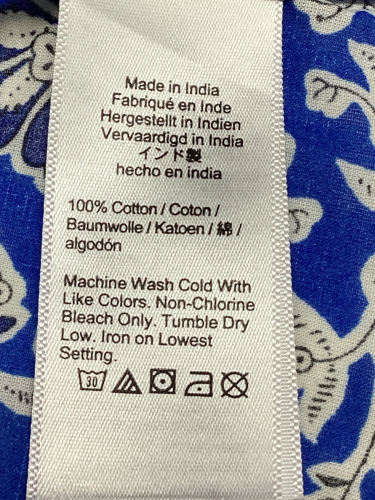 Made in India
Fabriqué en Inde
Hergestellt in Indien
Vervaardigd in India
インド製
hecho en india
100% Cotton / Coton /
Baumwolle / Katoen / 綿 /
algodón
Machine Wash Cold With
Like Colors. Non-Chlorine
Bleach Only. Tumble Dry
Low. Iron on Lowest
Setting.
30